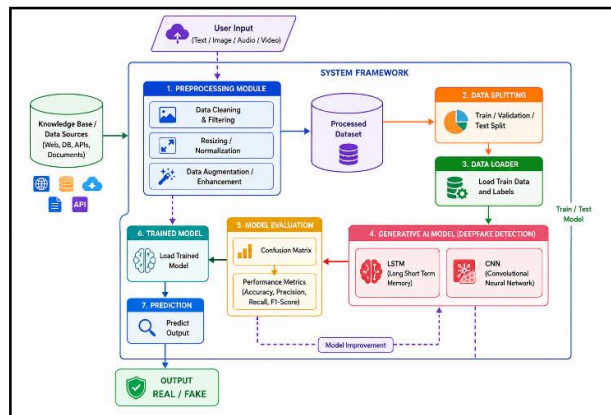 User Input
(Text / Image / Audio / Video)
SYSTEM FRAMEWORK
Knowledge Base /
Data Sources
(Web, DB, APIs,
Documents)
API
1. PREPROCESSING MODULE
Data Cleaning
& Filtering
Resizing /
Normalization
Data Augmentation /
Enhancement
Processed
Dataset
2. DATA SPLITTING
Train / Validation /
Test Split
3. DATA LOADER
Load Train Data
and Labels
Train / Test
Model
4. GENERATIVE AI MODEL (DEEPFAKE DETECTION)
LSTM
(Long Short Term
Memory)
CNN
(Convolutional
Neural Network)
5. MODEL EVALUATION
Confusion Matrix
Performance Metrics
(Accuracy, Precision,
Recall, F1-Score)
Model Improvement
6. TRAINED MODEL
Load Trained
Model
7. PREDICTION
Predict
Output
OUTPUT
REAL / FAKE